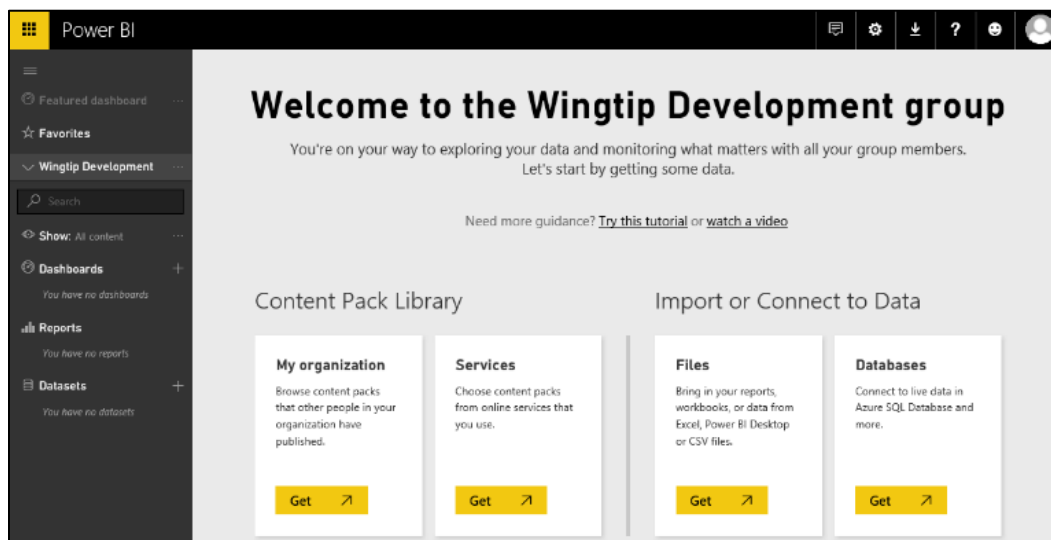 Power BI
?
Featured dashboard ...
Favorites
Wingtip Development ...
Search
Show: All content ...
Dashboards +
You have no dashboards
Reports
You have no reports
Datasets +
You have no datasets
Welcome to the Wingtip Development group
You're on your way to exploring your data and monitoring what matters with all your group members.
Let's start by getting some data.
Need more guidance? Try this tutorial or watch a video
Content Pack Library
My organization
Browse content packs
that other people in your
organization have
published.
Get
Services
Choose content packs
from online services that
you use.
Get
Import or Connect to Data
Files
Bring in your reports,
workbooks, or data from
Excel, Power BI Desktop
or CSV files.
Get
Databases
Connect to live data in
Azure SQL Database and
more.
Get